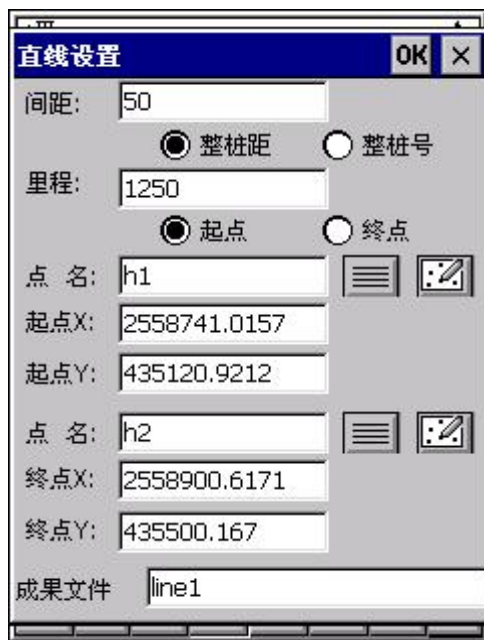 直线设置 OK ×
间距: 50
整桩距 整桩号
里程: 1250
起点 终点
点 名: h1
起点X: 2558741.0157
起点Y: 435120.9212
点 名: h2
终点X: 2558900.6171
终点Y: 435500.167
成果文件 line1